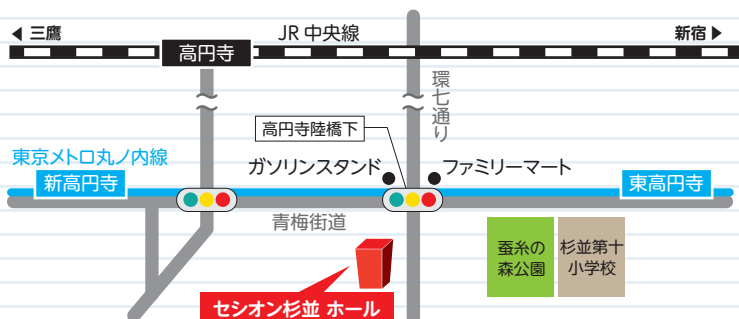 ◀ 三鷹
JR 中央線
新宿 ▶
高円寺
環七通り
高円寺陸橋下
東京メトロ丸ノ内線
ガソリンスタンド
ファミリーマート
新高円寺
東高円寺
青梅街道
蚕糸の
森公園
杉並第十
小学校
セシオン杉並 ホール